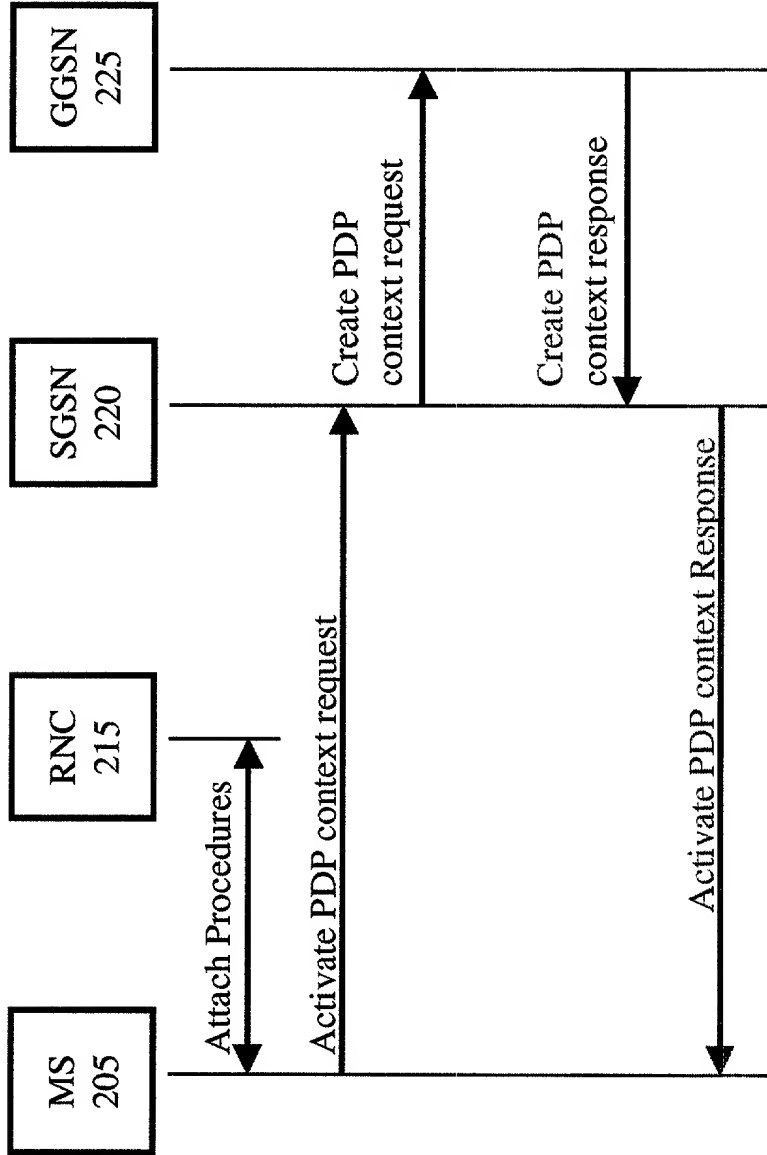 MS
205
RNC
215
SGSN
220
GGSN
225
Attach Procedures
Activate PDP context request
Create PDP
context request
Create PDP
context response
Activate PDP context Response